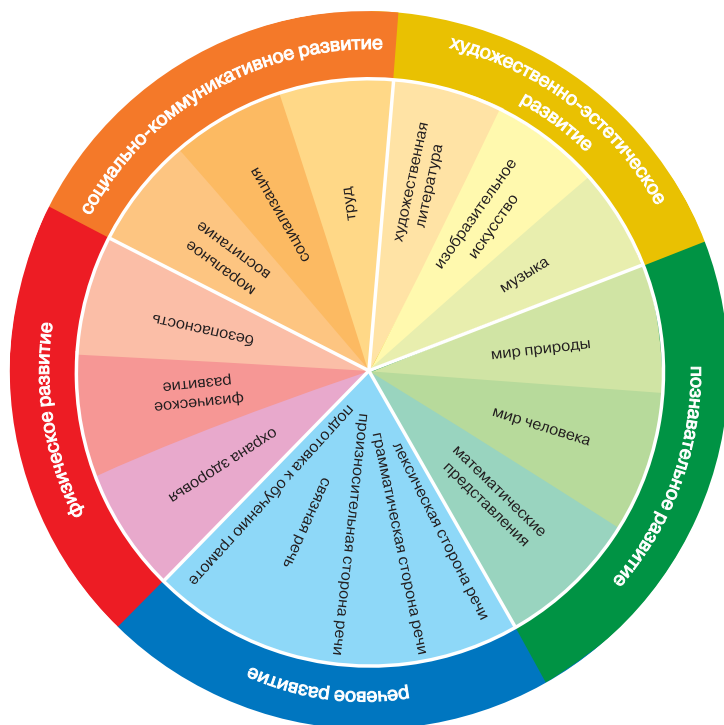 социально-коммуникативное развитие
моральное
воспитание
социализация
труд
художественно-эстетическое
развитие
художественная
литература
изобразительное
искусство
музыка
познавательное развитие
мир природы
мир человека
математические
представления
речевое развитие
лексическая сторона речи
грамматическая сторона речи
произносительная сторона речи
связная речь
подготовка к обучению грамоте
физическое развитие
охрана здоровья
физическое
развитие
безопасность